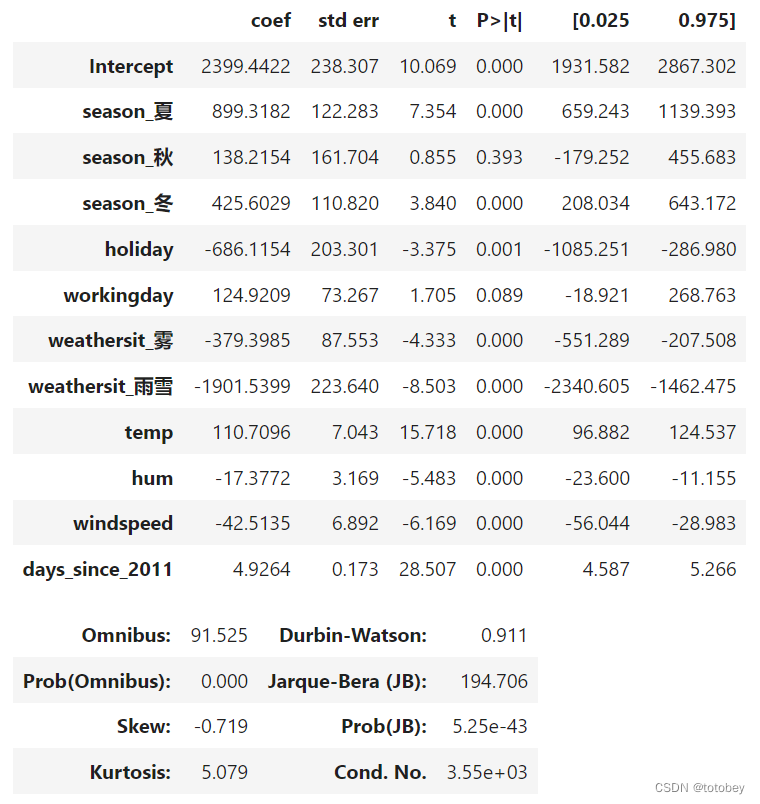 coef std err t P>|t| [0.025 0.975]
Intercept 2399.4422 238.307 10.069 0.000 1931.582 2867.302
season_夏 899.3182 122.283 7.354 0.000 659.243 1139.393
season_秋 138.2154 161.704 0.855 0.393 -179.252 455.683
season_冬 425.6029 110.820 3.840 0.000 208.034 643.172
holiday -686.1154 203.301 -3.375 0.001 -1085.251 -286.980
workingday 124.9209 73.267 1.705 0.089 -18.921 268.763
weathersit_雾 -379.3985 87.553 -4.333 0.000 -551.289 -207.508
weathersit_雨雪 -1901.5399 223.640 -8.503 0.000 -2340.605 -1462.475
temp 110.7096 7.043 15.718 0.000 96.882 124.537
hum -17.3772 3.169 -5.483 0.000 -23.600 -11.155
windspeed -42.5135 6.892 -6.169 0.000 -56.044 -28.983
days_since_2011 4.9264 0.173 28.507 0.000 4.587 5.266
Omnibus: 91.525 Durbin-Watson: 0.911
Prob(Omnibus): 0.000 Jarque-Bera (JB): 194.706
Skew: -0.719 Prob(JB): 5.25e-43
Kurtosis: 5.079 Cond. No. 3.55e+03
CSDN @totobey